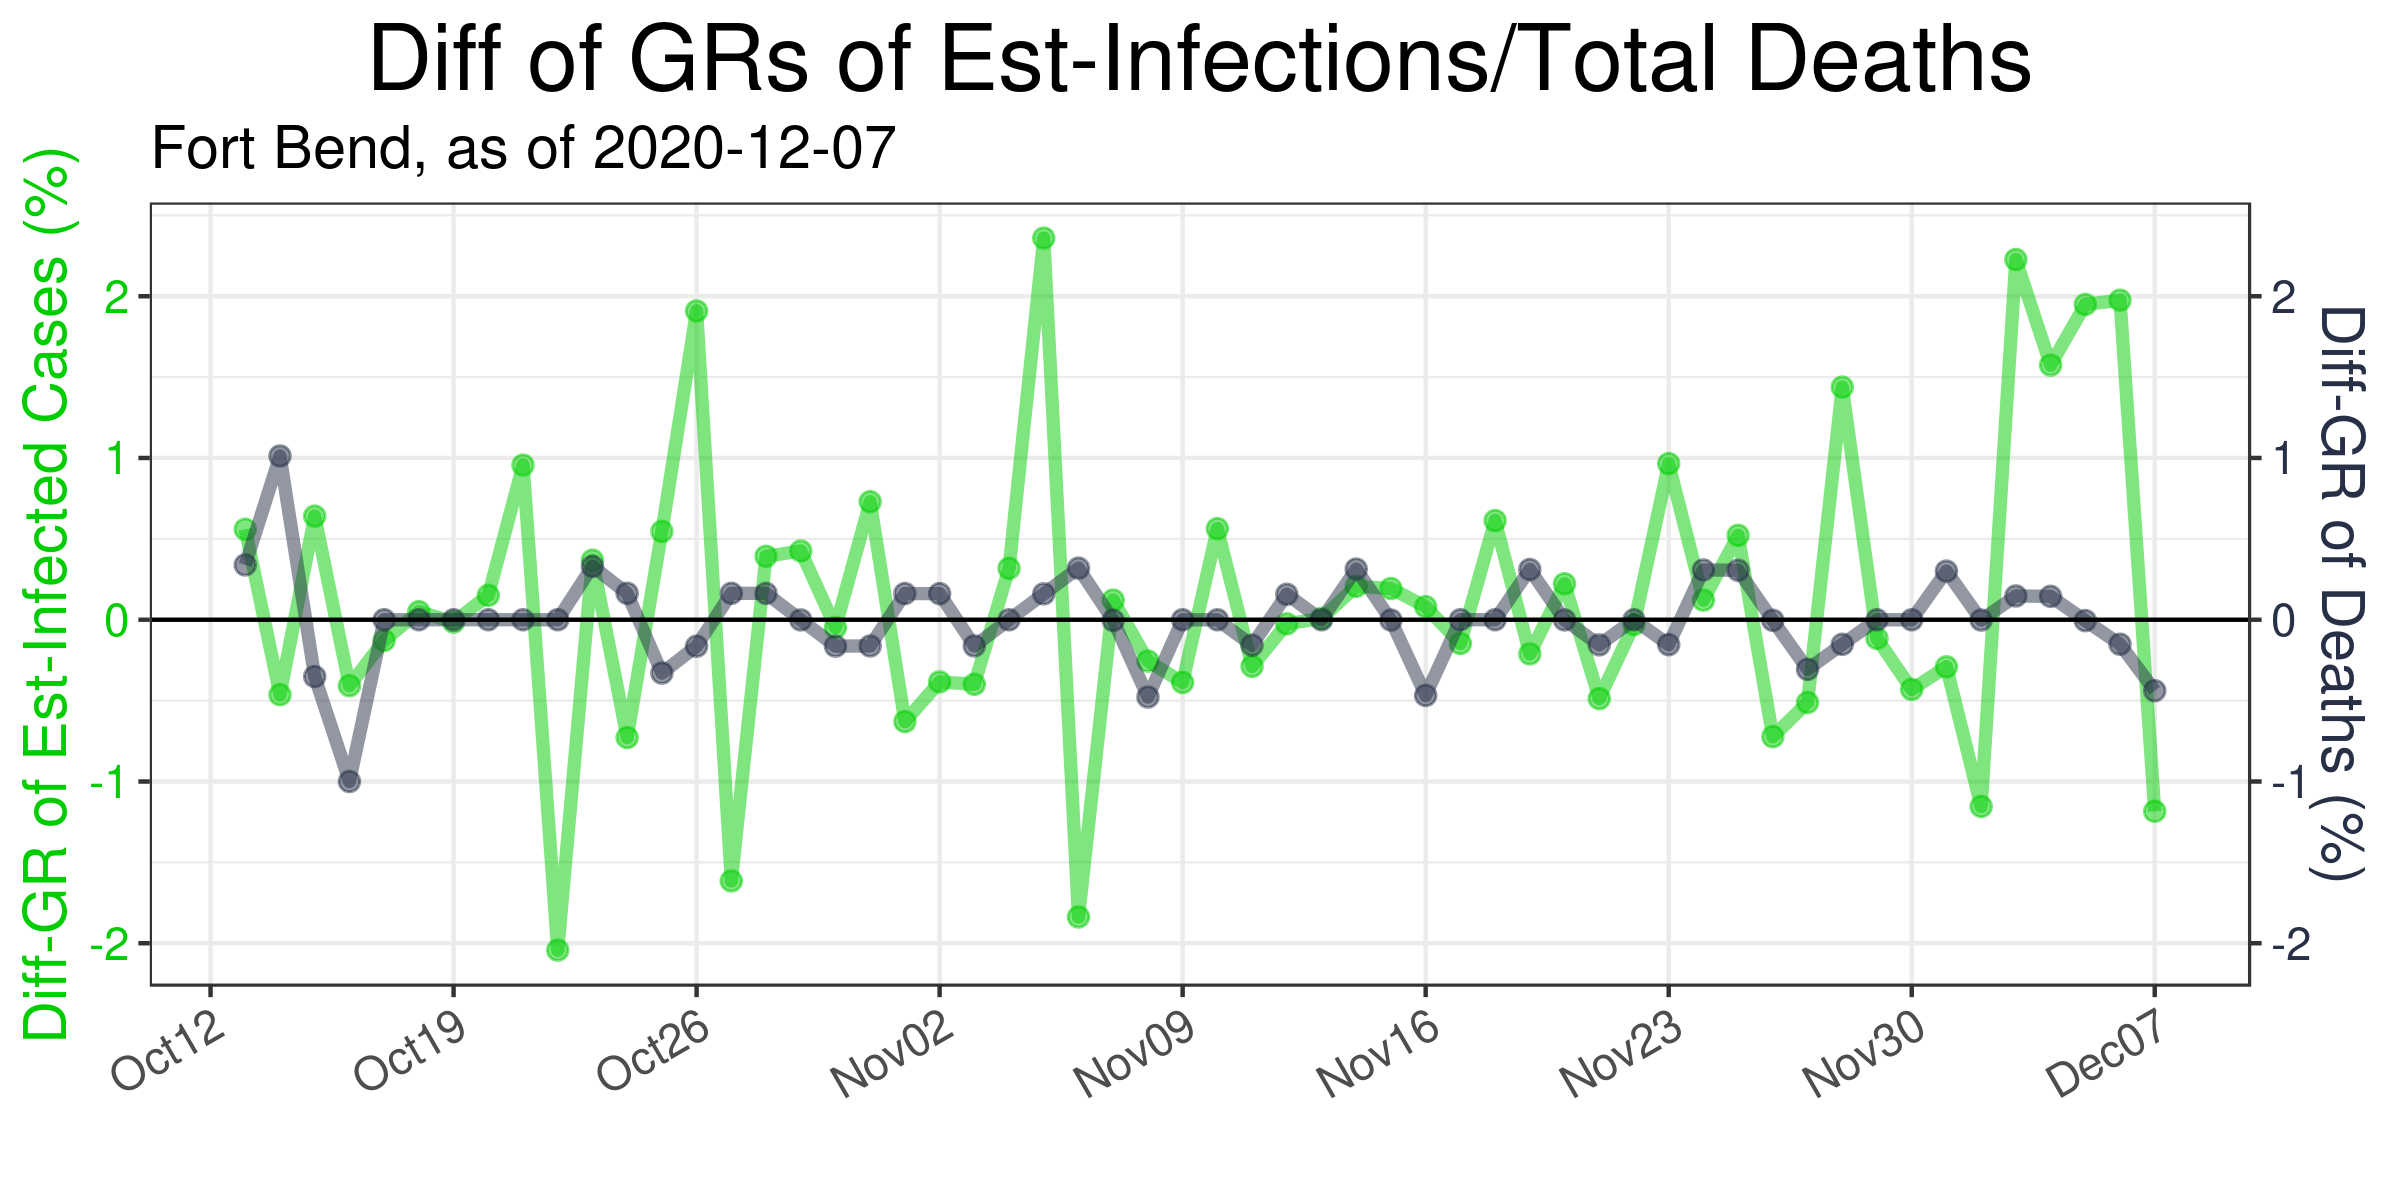 Diff of GRs of Est-Infections/Total Deaths
Fort Bend, as of 2020-12-07
Diff-GR of Est-Infected Cases (%)
2
1
0
-1
-2
2
1
0
-1
-2
Diff-GR of Deaths (%)
Oct12
Oct19
Oct26
Nov02
Nov09
Nov16
Nov23
Nov30
Dec07